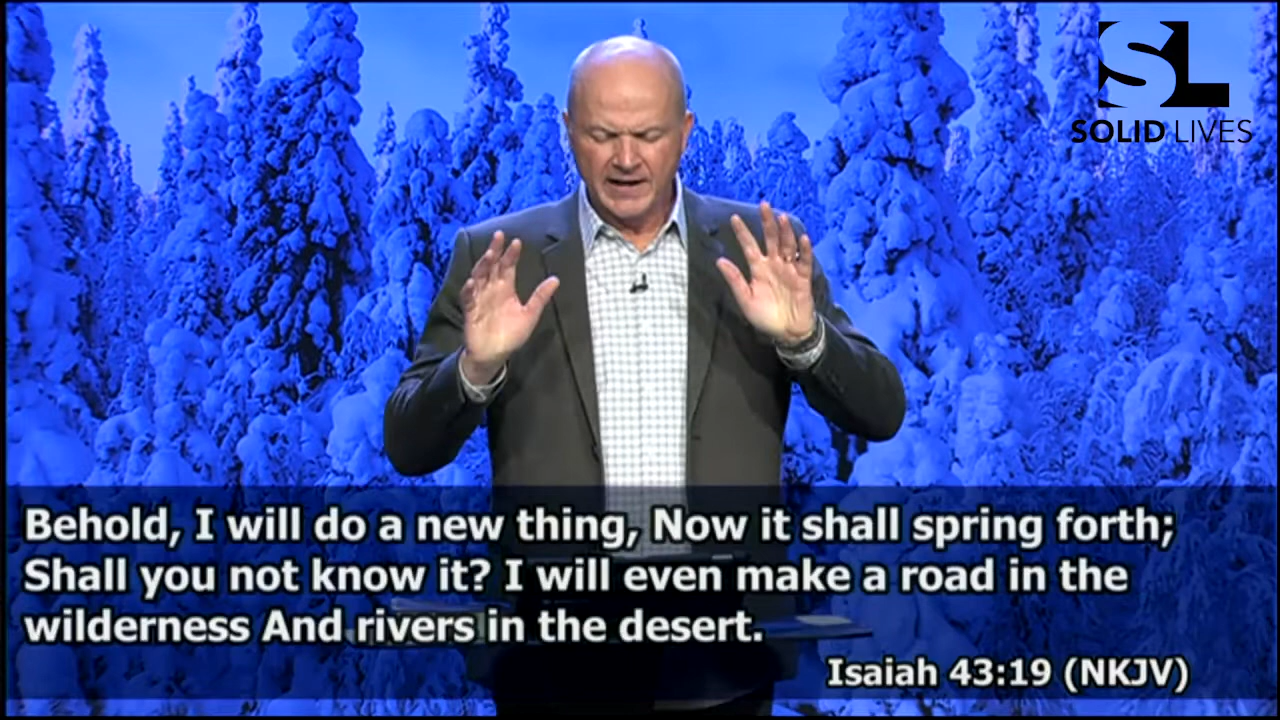 SL
SOLID LIVES
Behold, I will do a new thing, Now it shall spring forth;
Shall you not know it? I will even make a road in the
wilderness And rivers in the desert.
Isaiah 43:19 (NKJV)